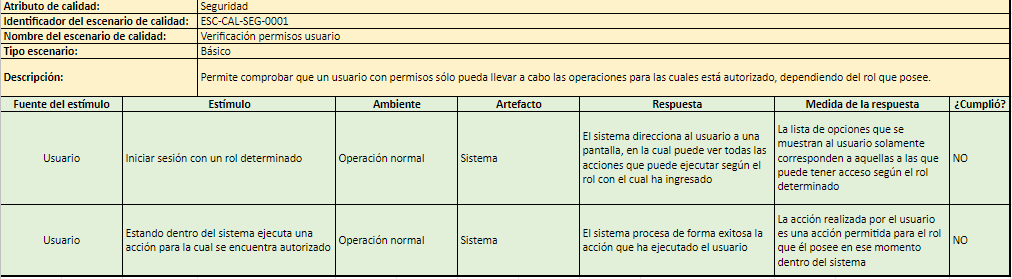 Atributo de calidad: Seguridad
Identificador del escenario de calidad: ESC-CAL-SEG-0001
Nombre del escenario de calidad: Verificación permisos usuario
Tipo escenario: Básico
Descripción: Permite comprobar que un usuario con permisos sólo pueda llevar a cabo las operaciones para las cuales está autorizado, dependiendo del rol que posee.
Fuente del estímulo Estímulo Ambiente Artefacto Respuesta Medida de la respuesta ¿Cumplió?
Usuario
Iniciar sesión con un rol determinado
Operación normal
Sistema
El sistema direcciona al usuario a una
pantalla, en la cual puede ver todas las
acciones que puede ejecutar según el
rol con el cual ha ingresado
La lista de opciones que se
muestran al usuario solamente
corresponden a aquellas a las que
puede tener acceso según el rol
determinado
NO
Usuario
Estando dentro del sistema ejecuta una
acción para la cual se encuentra autorizado
Operación normal
Sistema
El sistema procesa de forma exitosa la
acción que ha ejecutado el usuario
La acción realizada por el usuario
es una acción permitida para el rol
que él posee en ese momento
dentro del sistema
NO